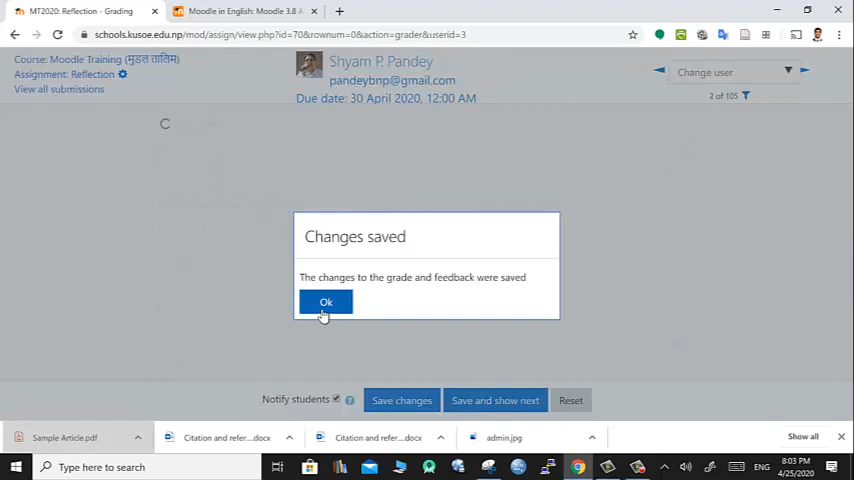 MT2020: Reflection - Grading
Moodle in English: Moodle 3.8 A
schools.kusoe.edu.np/mod/assign/view.php?id=70&rownum=0&action=grader&userid=3
Course: Moodle Training (मुडल तालिम)
Assignment: Reflection
View all submissions
Shyam P. Pandey
pandeybnp@gmail.com
Due date: 30 April 2020, 12:00 AM
Change user
2 of 105
Changes saved
The changes to the grade and feedback were saved
Ok
Notify students
Save changes
Save and show next
Reset
Sample Article.pdf
Citation and refer....docx
Citation and refer....docx
admin.jpg
Show all
Type here to search
ENG
8:03 PM
4/25/2020